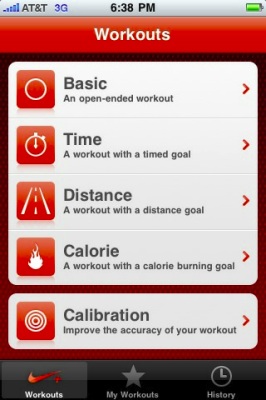 AT&T 3G 6:38 PM
Workouts
Basic
An open-ended workout
Time
A workout with a timed goal
Distance
A workout with a distance goal
Calorie
A workout with a calorie burning goal
Calibration
Improve the accuracy of your workout
Workouts My Workouts History